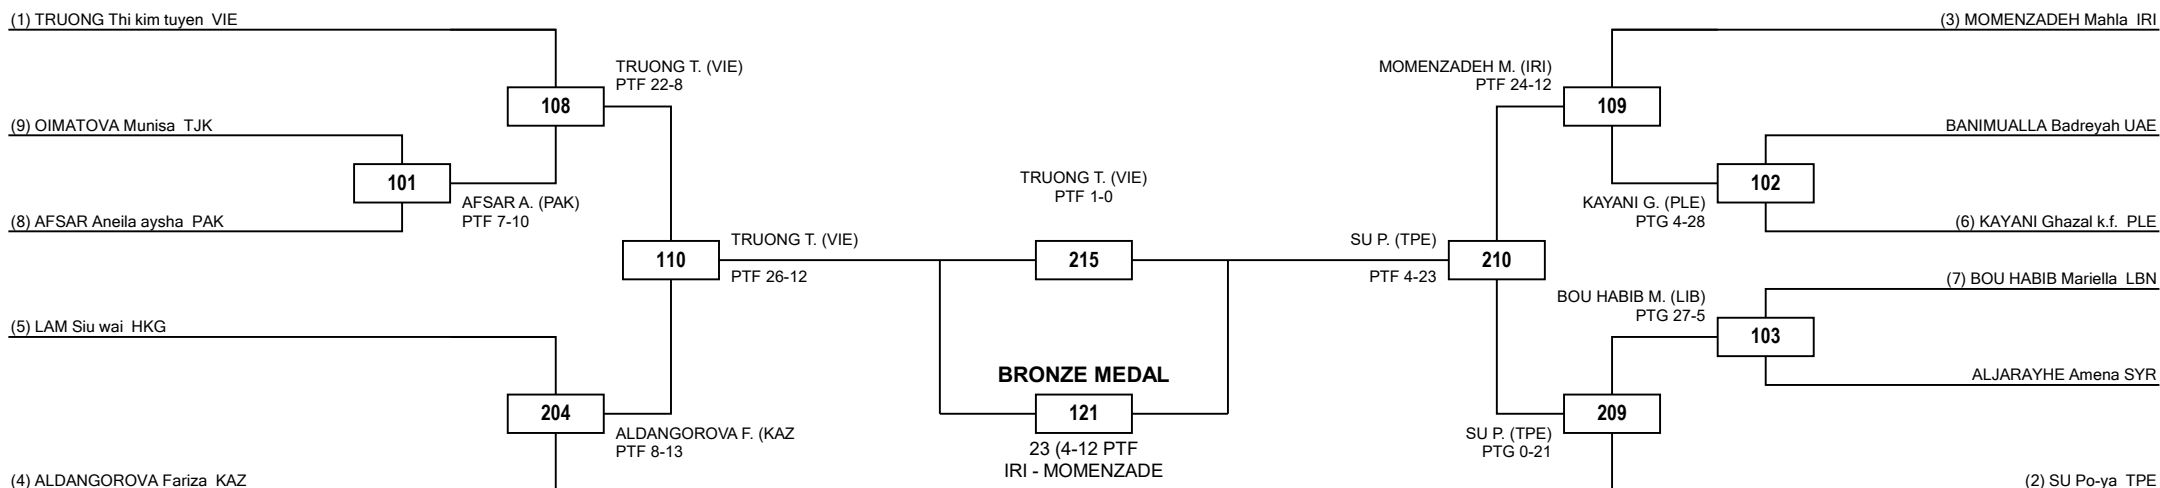 (1) TRUONG Thi kim tuyen VIE
(3) MOMENZADEH Mahla IRI
TRUONG T. (VIE)
PTF 22-8
MOMENZADEH M. (IRI)
PTF 24-12
108
109
(9) OIMATOVA Munisa TJK
BANIMUALLA Badreyah UAE
101
TRUONG T. (VIE)
PTF 1-0
102
AFSAR A. (PAK)
PTF 7-10
KAYANI G. (PLE)
PTG 4-28
(8) AFSAR Aneila aysha PAK
(6) KAYANI Ghazal k.f. PLE
110
TRUONG T. (VIE)
PTF 26-12
215
SU P. (TPE)
PTF 4-23
210
(7) BOU HABIB Mariella LBN
BOU HABIB M. (LIB)
PTG 27-5
(5) LAM Siu wai HKG
103
BRONZE MEDAL
ALJARAYHE Amena SYR
204
121
209
ALDANGOROVA F. (KAZ
PTF 8-13
23 (4-12 PTF
IRI - MOMENZADE
SU P. (TPE)
PTG 0-21
(4) ALDANGOROVA Fariza KAZ
(2) SU Po-ya TPE